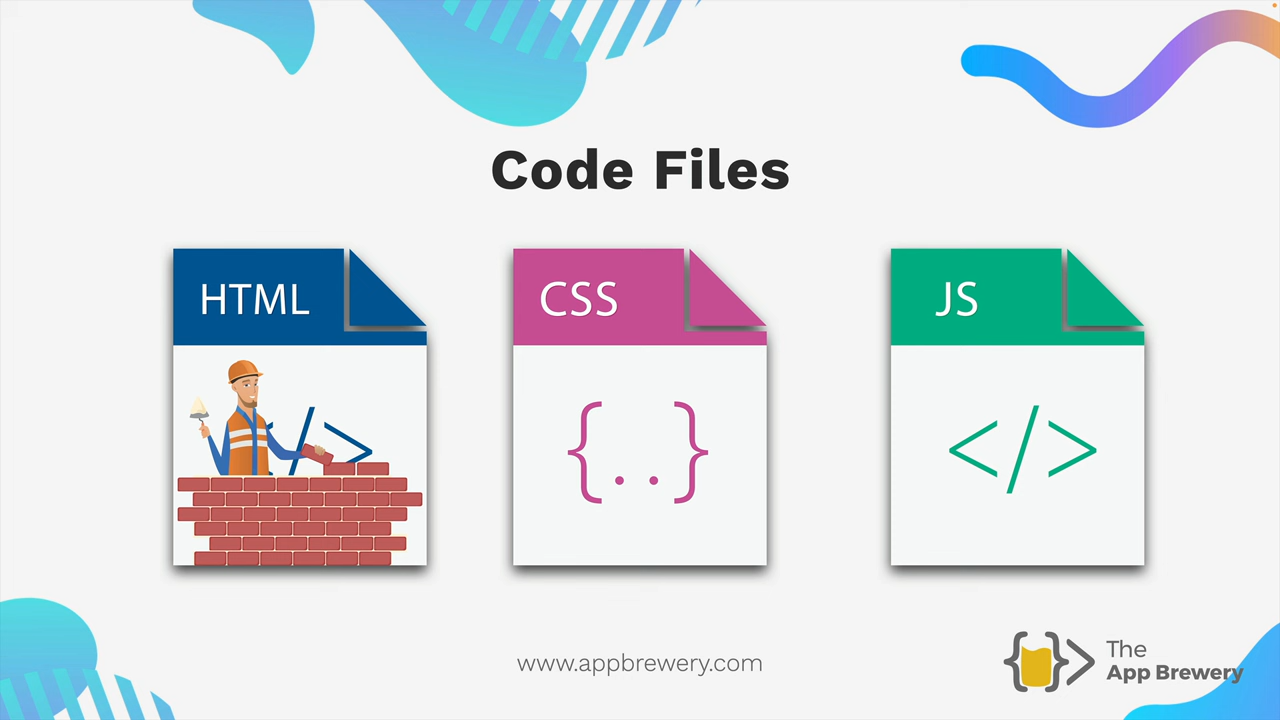 Code Files
HTML
CSS
JS
</>
{..}
</>
www.appbrewery.com
The
App Brewery